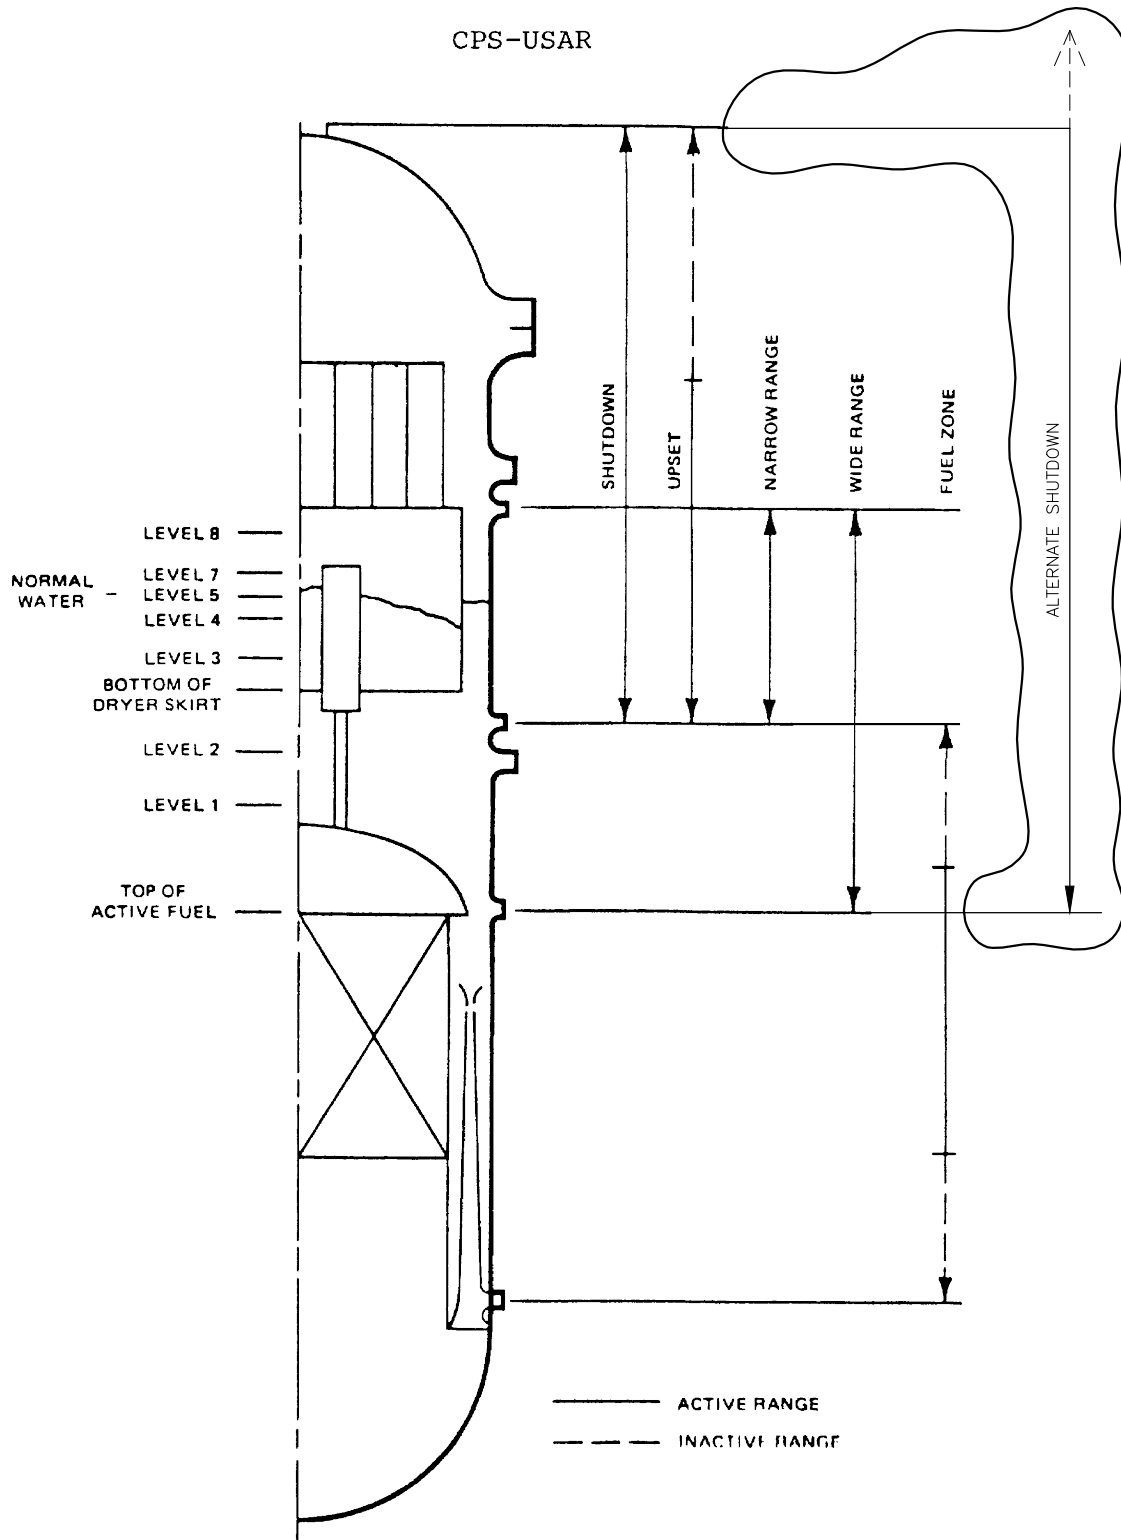 CPS-USAR
SHUTDOWN
UPSET
NARROW RANGE
WIDE RANGE
FUEL ZONE
ALTERNATE SHUTDOWN
LEVEL 8
LEVEL 7
NORMAL
WATER
LEVEL 5
LEVEL 4
LEVEL 3
BOTTOM OF
DRYER SKIRT
LEVEL 2
LEVEL 1
TOP OF
ACTIVE FUEL
ACTIVE RANGE
INACTIVE RANGE